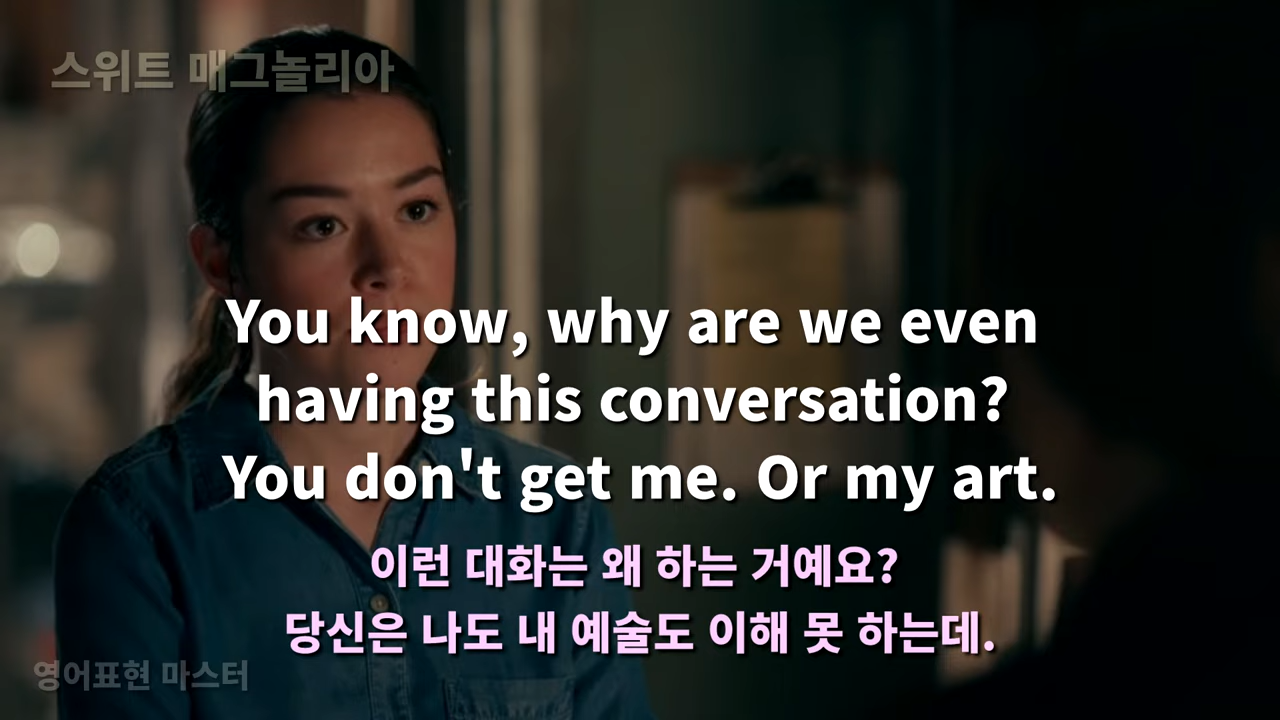 스위트 매그놀리아
You know, why are we even
having this conversation?
You don't get me. Or my art.
이런 대화는 왜 하는 거예요?
당신은 나도 내 예술도 이해 못 하는데.
영어표현 마스터